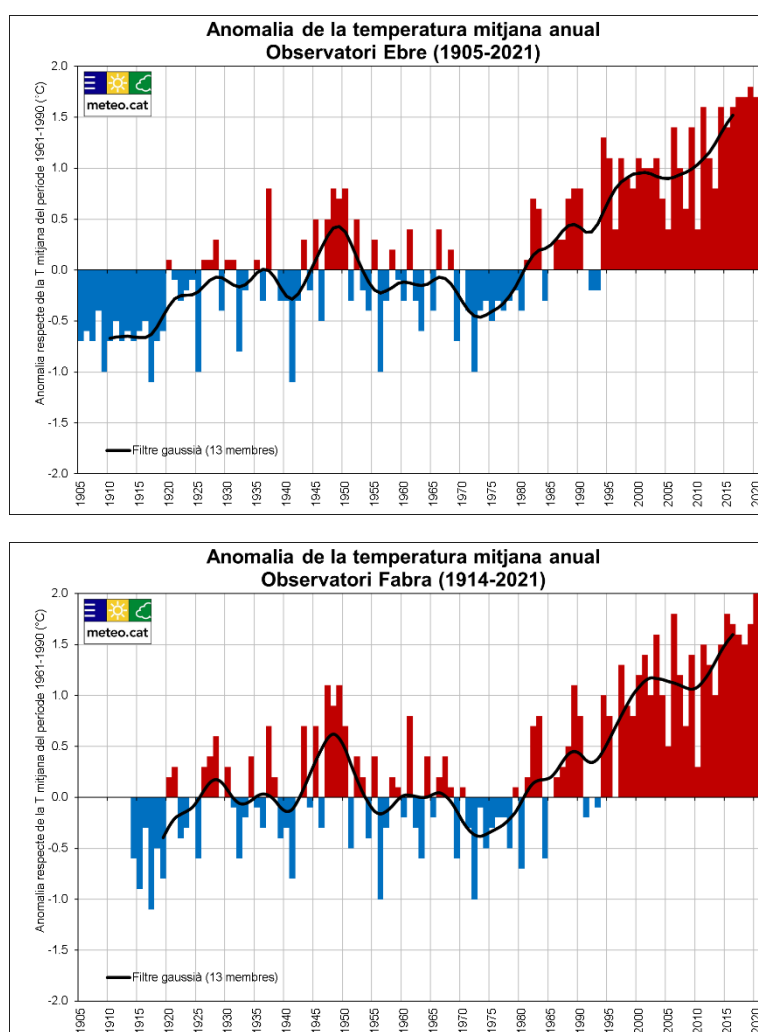 Anomalia de la temperatura mitjana anual
Observatori Ebre (1905-2021)
meteo.cat
Anomalia respecte de la T mitjana del període 1961-1990 (°C)
2.0
1.5
1.0
0.5
0.0
-0.5
-1.0
-1.5
-2.0
Filtre gaussià (13 membres)
1905 1910 1915 1920 1925 1930 1935 1940 1945 1950 1955 1960 1965 1970 1975 1980 1985 1990 1995 2000 2005 2010 2015 2020
Anomalia de la temperatura mitjana anual
Observatori Fabra (1914-2021)
meteo.cat
Anomalia respecte de la T mitjana del període 1961-1990 (°C)
2.0
1.5
1.0
0.5
0.0
-0.5
-1.0
-1.5
-2.0
Filtre gaussià (13 membres)
1905 1910 1915 1920 1925 1930 1935 1940 1945 1950 1955 1960 1965 1970 1975 1980 1985 1990 1995 2000 2005 2010 2015 2020